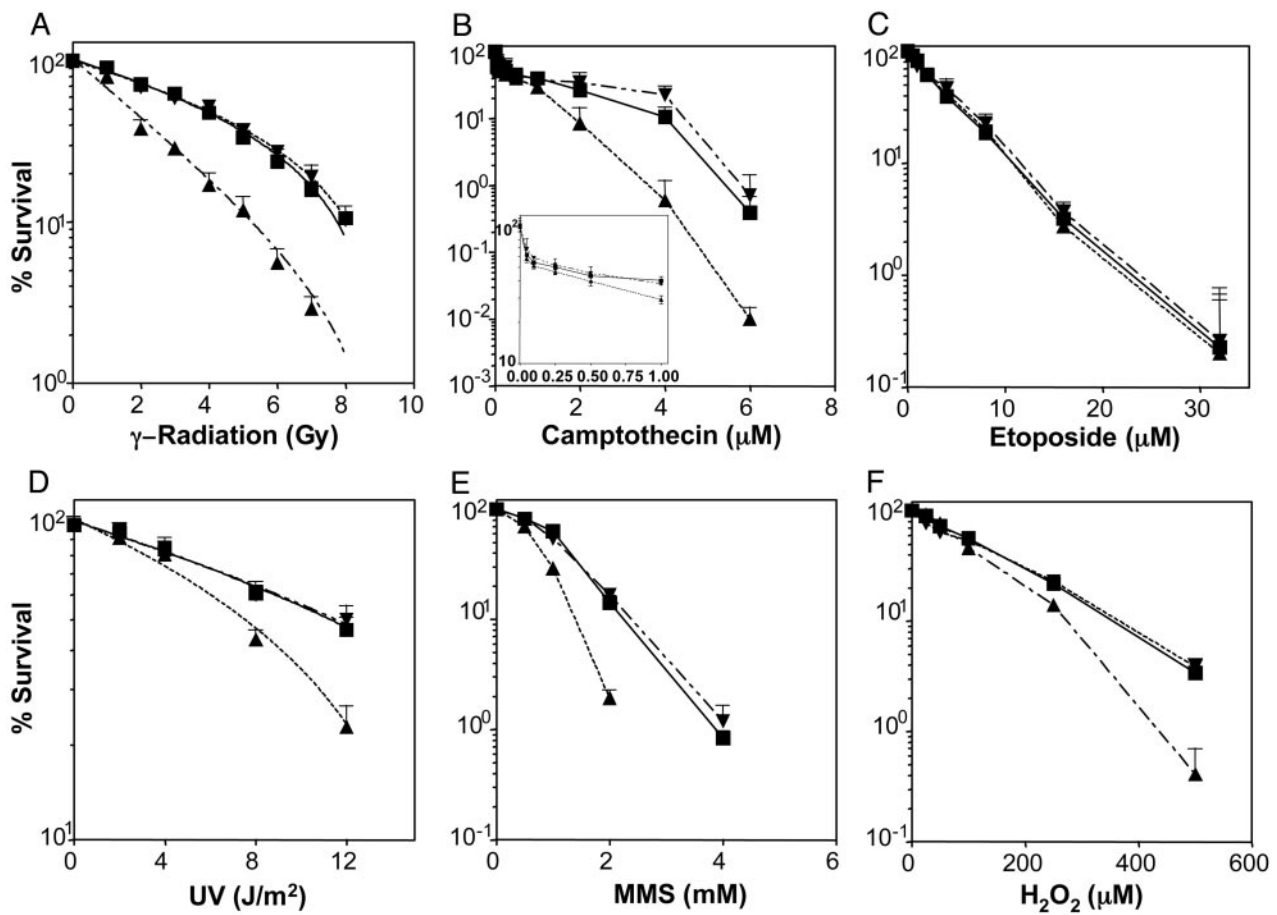 A
% Survival
10²
10¹
10⁰
0 2 4 6 8 10
γ–Radiation (Gy)
B
10²
10¹
10⁰
10⁻¹
10⁻²
10⁻³
0 2 4 6 8
Camptothecin (μM)
10²
10
0.00 0.25 0.50 0.75 1.00
C
10²
10¹
10⁰
10⁻¹
0 10 20 30
Etoposide (μM)
D
% Survival
10²
10¹
0 4 8 12
UV (J/m²)
E
10²
10¹
10⁰
10⁻¹
0 2 4 6
MMS (mM)
F
10²
10¹
10⁰
10⁻¹
0 200 400 600
H₂O₂ (μM)